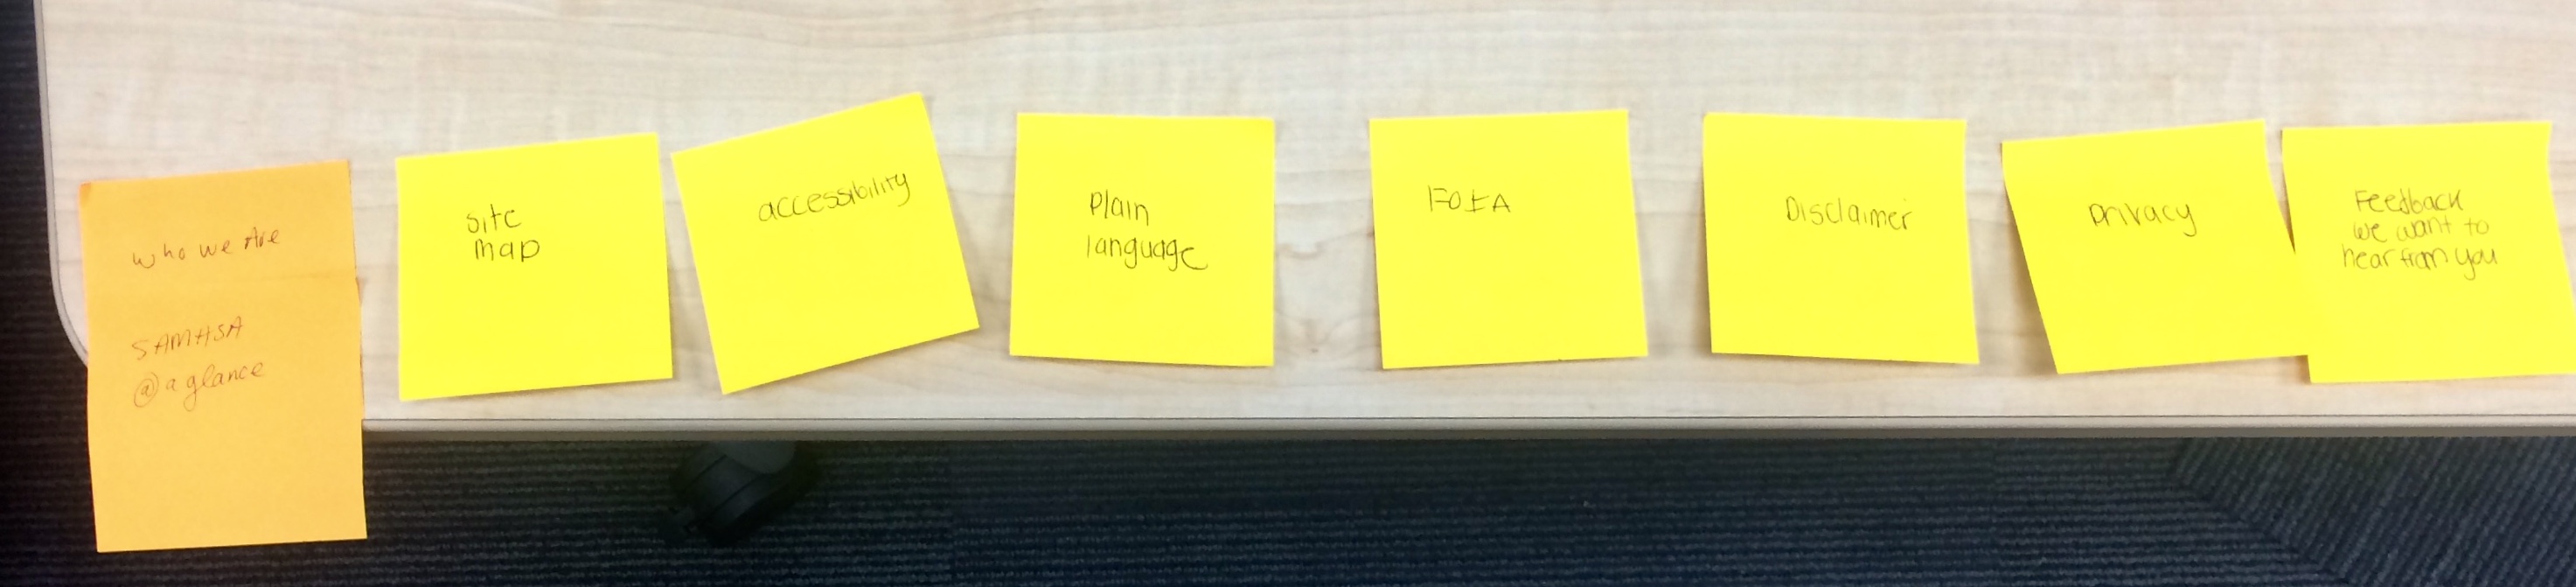 who we Are
SAMHSA
@ a glance
site
map
accessibility
Plain
language
FOIA
Disclaimer
privacy
Feedback
we want to
hear from you